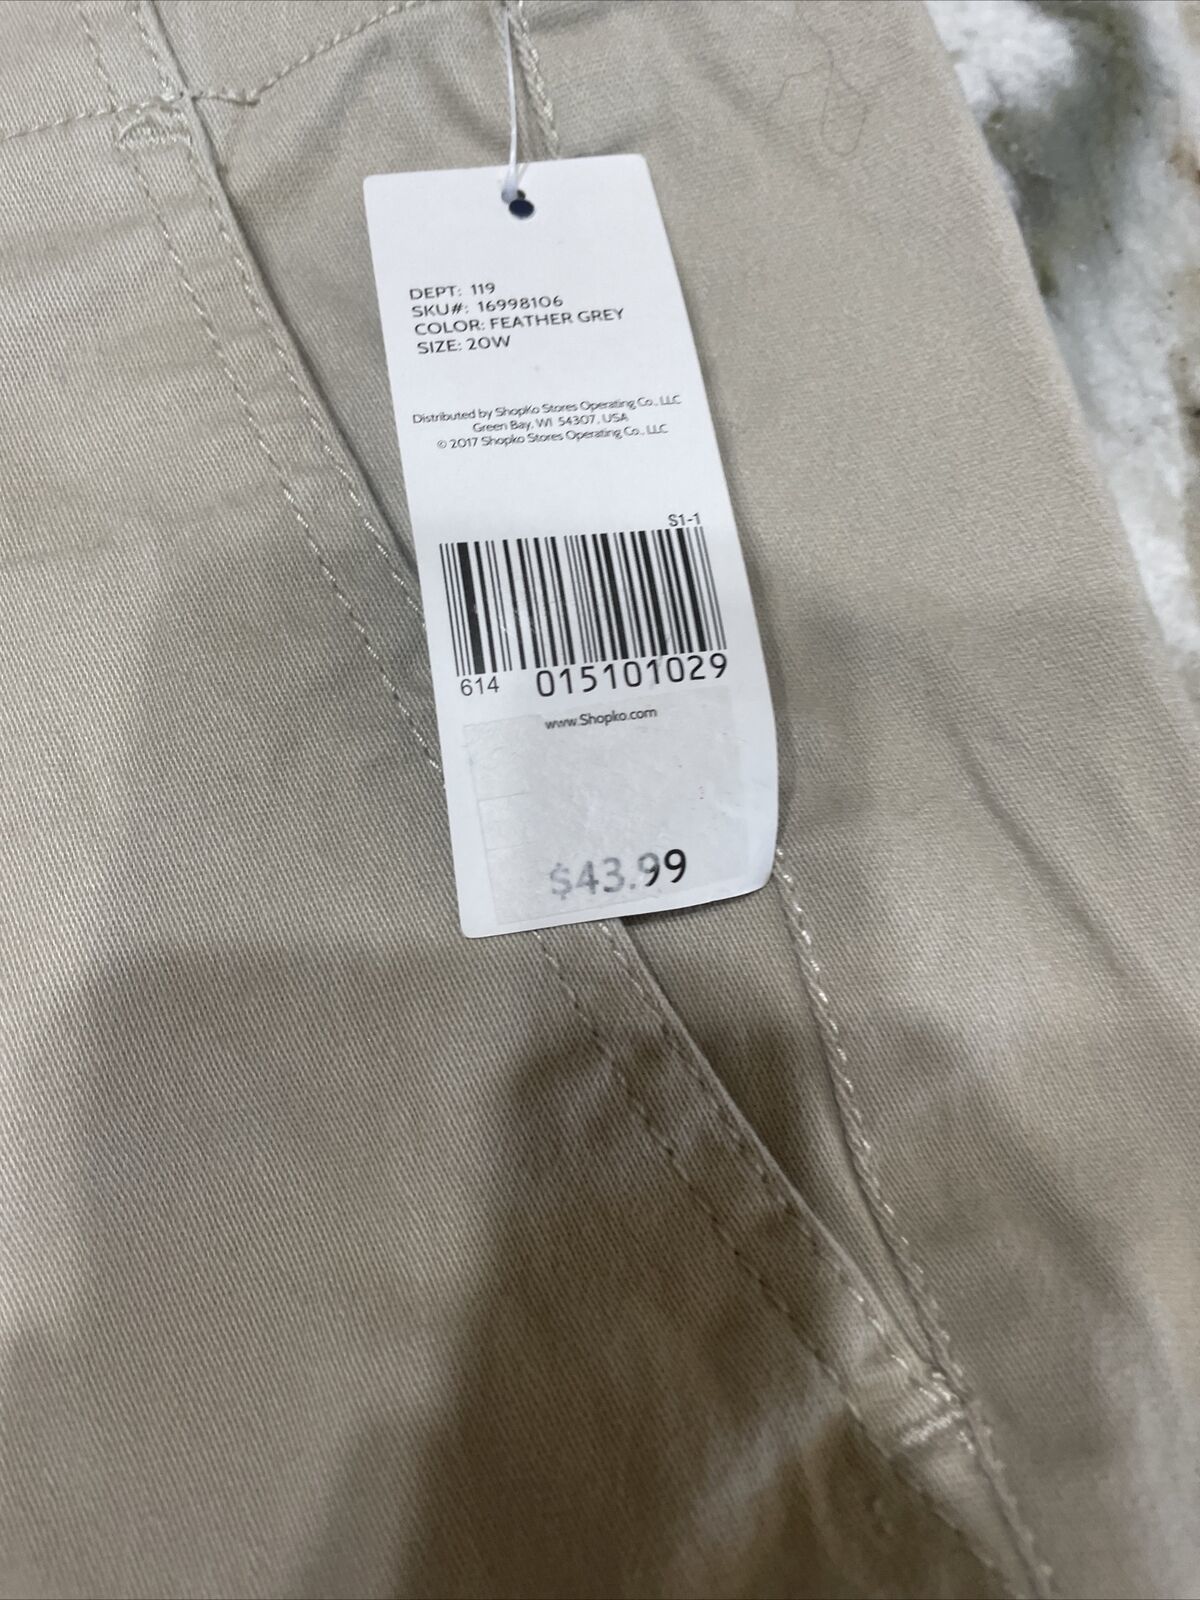 DEPT: 119
SKU#: 16998106
COLOR: FEATHER GREY
SIZE: 20W
Distributed by ShopKo Stores Operating Co., LLC
Green Bay, WI 54307, USA
© 2017 Shopko Stores Operating Co., LLC
S1-1
614 015101029
www.Shopko.com
$43.99